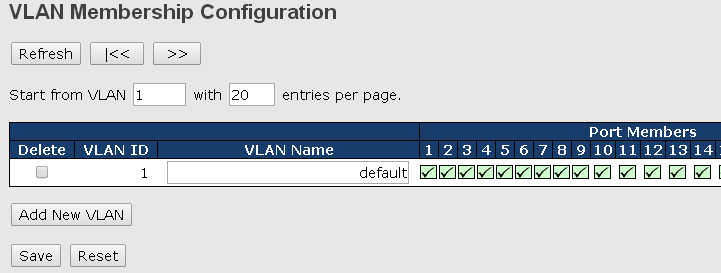 VLAN Membership Configuration
Refresh |<< >>
Start from VLAN 1 with 20 entries per page.
Port Members
Delete VLAN ID VLAN Name 1 2 3 4 5 6 7 8 9 10 11 12 13 14
1 default
Add New VLAN
Save Reset